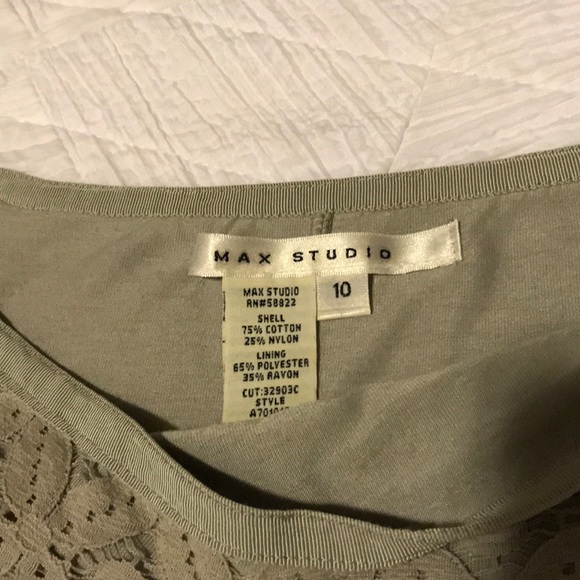 MAX STUDIO
10
MAX STUDIO
RN#58822
SHELL
75% COTTON
25% NYLON
LINING
65% POLYESTER
35% RAYON
CUT:32903C
STYLE